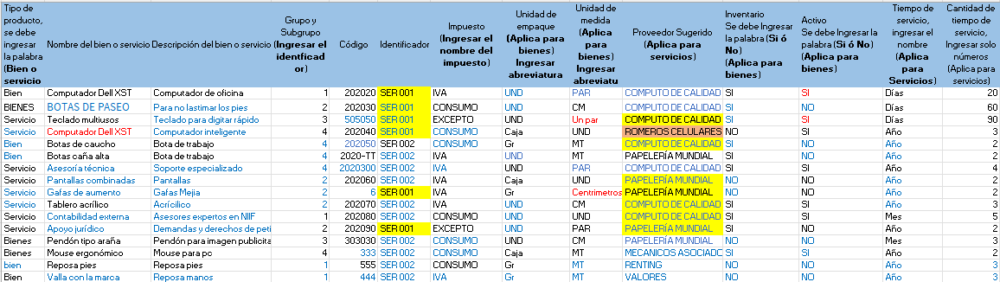 Tipo de producto, se debe ingresar la palabra (Bien o servicio | Nombre del bien o servicio | Descripción del bien o servicio | Grupo y Subgrupo (Ingresar el identificador) | Código | Identificador | Impuesto (Ingresar el nombre del impuesto) | Unidad de empaque (Aplica para bienes) Ingresar abreviatura | Unidad de medida (Aplica para bienes) Ingresar abreviatu | Proveedor Sugerido (Aplica para servicios) | Inventario Se debe Ingresar la palabra (Si ó No) (Aplica para bienes) | Activo Se debe Ingresar la palabra (Si ó No) (Aplica para bienes) | Tiempo de servicio, ingresar el nombre (Aplica para Servicios) | Cantidad de tiempo de servicio, Ingresar solo números (Aplica para servicios)
Bien | Computador Dell XST | Computador de oficina | 1 | 202020 | SER 001 | IVA | UND | PAR | COMPUTO DE CALIDAD | SI | SI | Días | 20
BIENES | BOTAS DE PASEO | Para no lastimar los pies | 2 | 202030 | SER 001 | CONSUMO | UND | CM | COMPUTO DE CALIDAD | SI | NO | Días | 60
Servicio | Teclado multiusos | Teclado para digitar rápido | 3 | 505050 | SER 001 | EXCEPTO | UND | Un par | COMPUTO DE CALIDAD | SI | SI | Días | 90
Servicio | Computador Dell XST | Computador inteligente | 4 | 202040 | SER 001 | CONSUMO | Caja | UND | ROMEROS CELULARES | NO | SI | Año | 3
Bien | Botas de caucho | Bota de trabajo | 4 | 202050 | SER 002 | CONSUMO | Gr | MT | COMPUTO DE CALIDAD | SI | NO | Año | 2
Bien | Botas caña alta | Bota de trabajo | 4 | 2020-TT | SER 002 | IVA | UND | MT | PAPELERÍA MUNDIAL | SI | NO | Año | 2
Servicio | Asesoría técnica | Soporte especializado | 4 | 2020300 | SER 002 | IVA | UND | PAR | COMPUTO DE CALIDAD | SI | SI | Año | 4
Servicio | Pantallas combinadas | Pantallas | 2 | 202060 | SER 002 | IVA | Caja | UND | PAPELERÍA MUNDIAL | NO | NO | Año | 2
Servicio | Gafas de aumento | Gafas Mejia | 2 | 6 | SER 001 | IVA | Gr | Centrimetros | PAPELERÍA MUNDIAL | NO | NO | Año | 2
Servicio | Tablero acrílico | Acrícilico | 2 | 202070 | SER 002 | IVA | UND | CM | COMPUTO DE CALIDAD | SI | SI | Año | 3
Servicio | Contabilidad externa | Asesores expertos en NIIF | 1 | 202080 | SER 002 | CONSUMO | UND | UND | COMPUTO DE CALIDAD | SI | SI | Mes | 5
Servicio | Apoyo jurídico | Demandas y derechos de peti | 2 | 202090 | SER 001 | EXCEPTO | UND | PAR | PAPELERÍA MUNDIAL | SI | NO | Año | 2
Bienes | Pendón tipo araña | Pendón para imagen publicita | 3 | 303030 | SER 002 | CONSUMO | UND | CM | PAPELERÍA MUNDIAL | NO | NO | Mes | 3
Bienes | Mouse ergonómico | Mouse para pc | 4 | 333 | SER 002 | CONSUMO | Caja | MT | MECANICOS ASOCIADO | SI | SI | Año | 2
bien | Reposa pies | Reposa pies | 1 | 555 | SER 002 | CONSUMO | Gr | MT | RENTING | NO | NO | Año | 3
Bien | Valla con la marca | Reposa manos | 1 | 444 | SER 002 | IVA | Gr | MT | VALORES | NO | NO | Año | 3